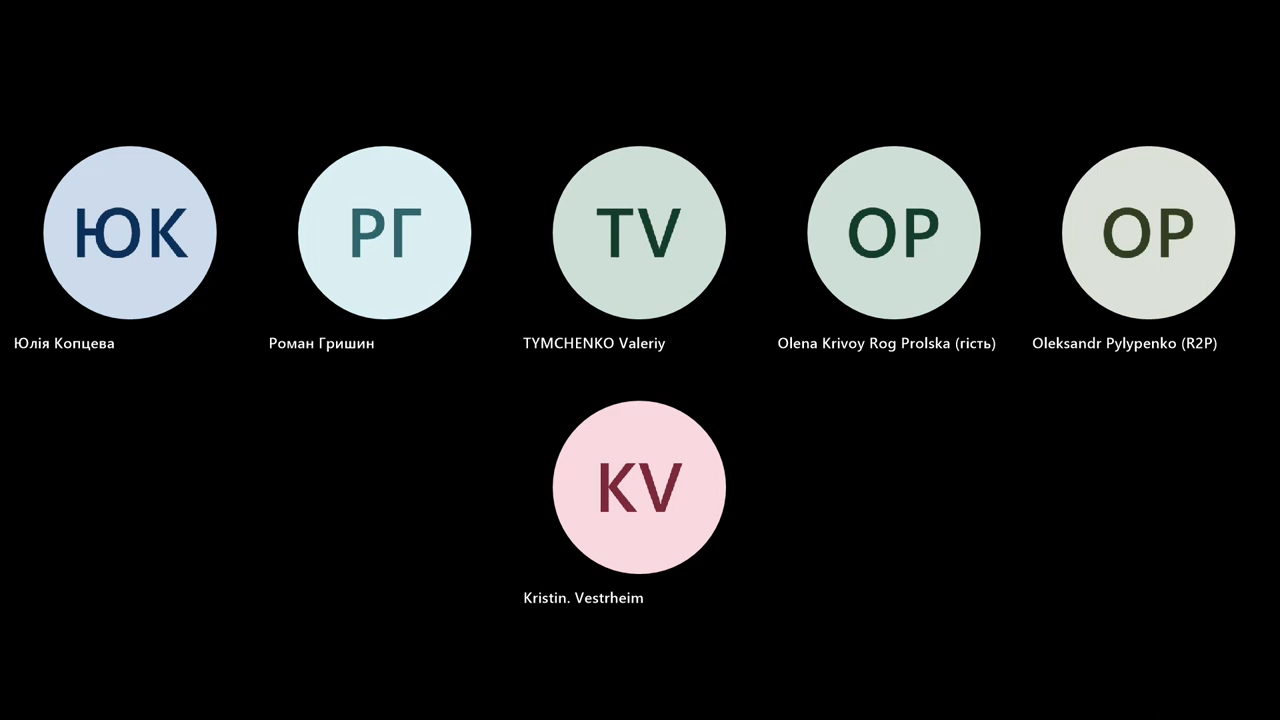 ЮК
РГ
TV
OP
OP
Юлія Копцева
Роман Гришин
TYMCHENKO Valeriy
Olena Krivoy Rog Prolska (гість)
Oleksandr Pylypenko (R2P)
KV
Kristin. Vestrheim